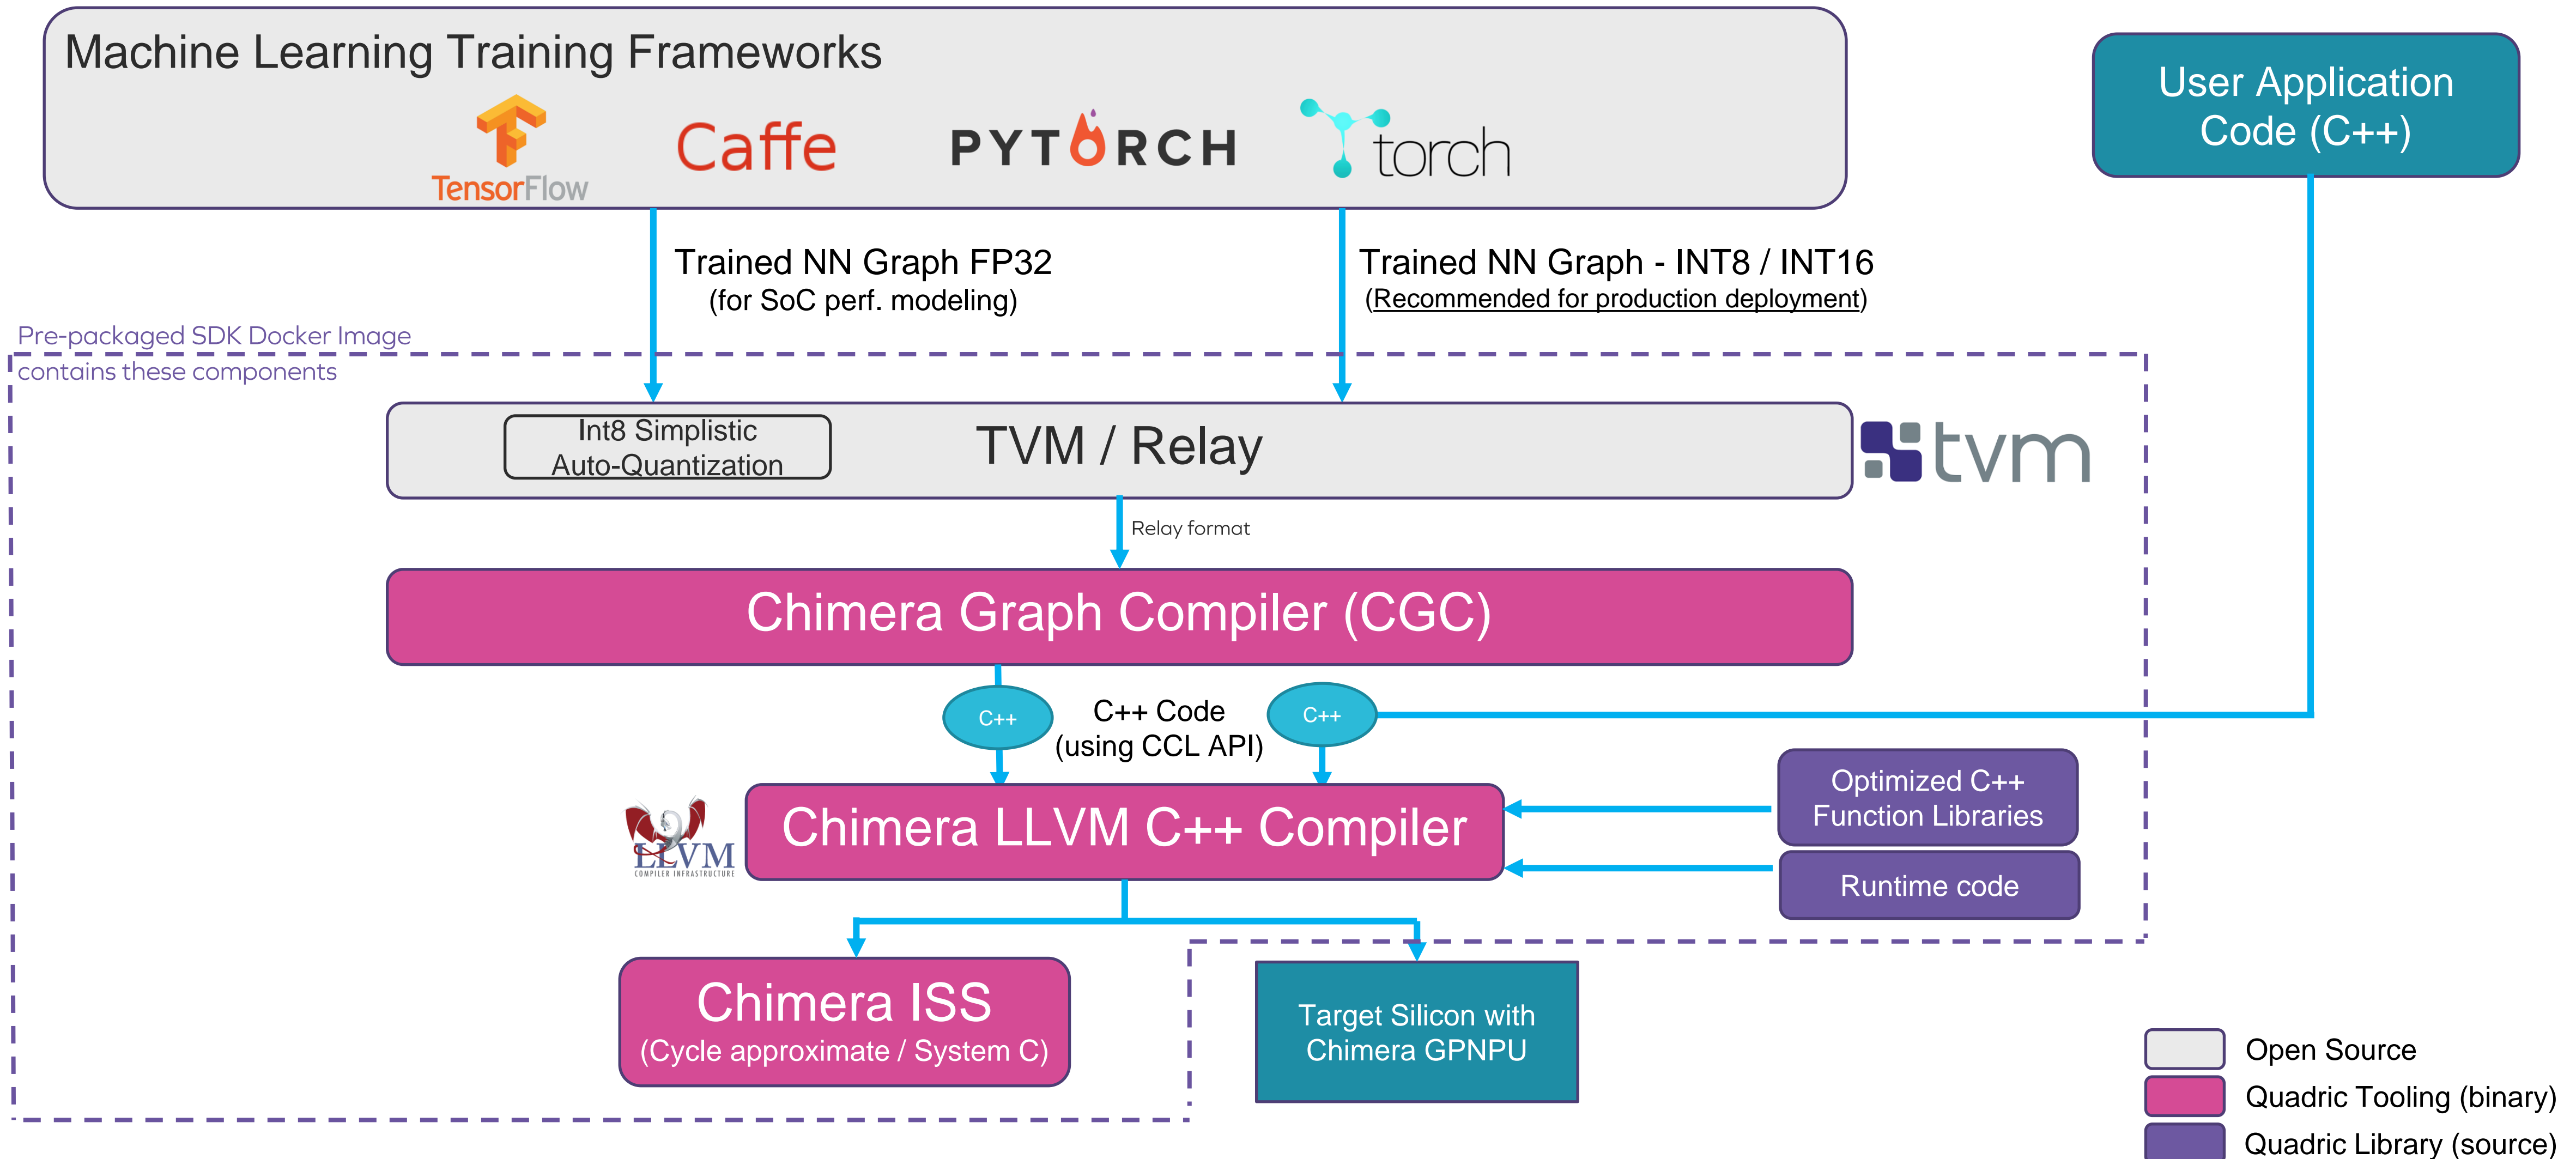 Machine Learning Training Frameworks
TensorFlow
Caffe
PYTORCH
torch
User Application
Code (C++)
Trained NN Graph FP32
(for SoC perf. modeling)
Trained NN Graph - INT8 / INT16
(Recommended for production deployment)
Pre-packaged SDK Docker Image
contains these components
Int8 Simplistic
Auto-Quantization
TVM / Relay
tvm
Relay format
Chimera Graph Compiler (CGC)
C++
C++ Code
(using CCL API)
C++
LLVM
COMPILER INFRASTRUCTURE
Chimera LLVM C++ Compiler
Optimized C++
Function Libraries
Runtime code
Chimera ISS
(Cycle approximate / System C)
Target Silicon with
Chimera GPNPU
Open Source
Quadric Tooling (binary)
Quadric Library (source)